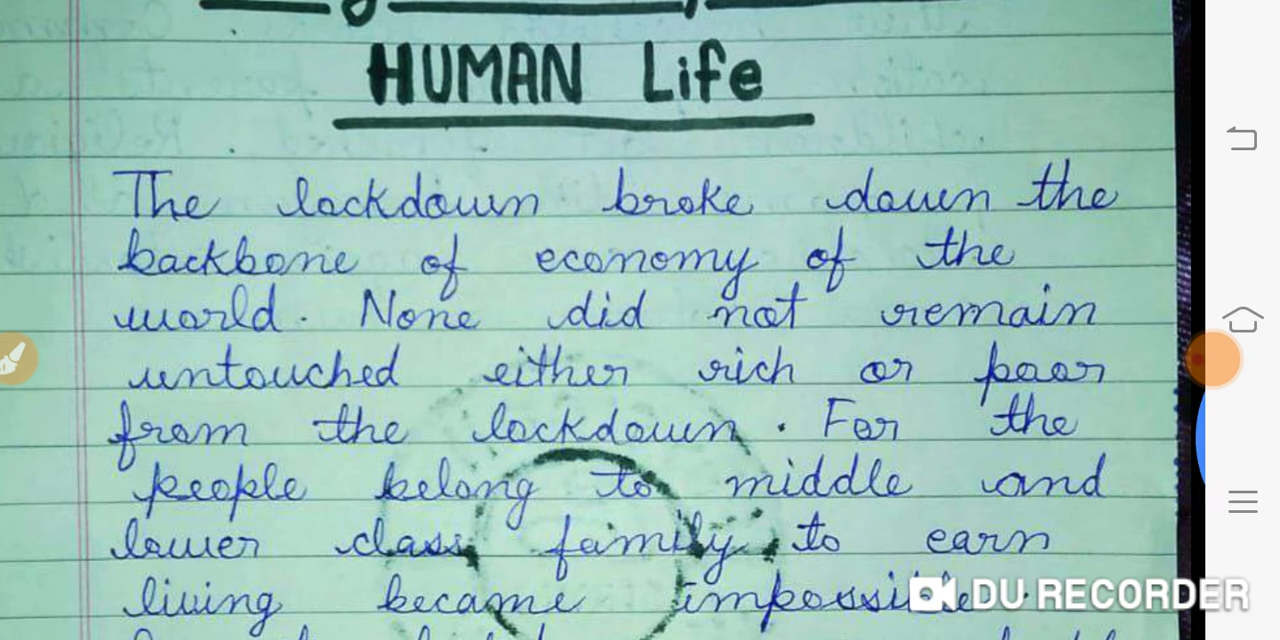 HUMAN Life
The lockdown broke down the
backbone of economy of the
world. None did not remain
untouched either rich or poor
from the lockdown. For the
people belong to middle and
lower class family, to earn
living became impossible.
DU RECORDER